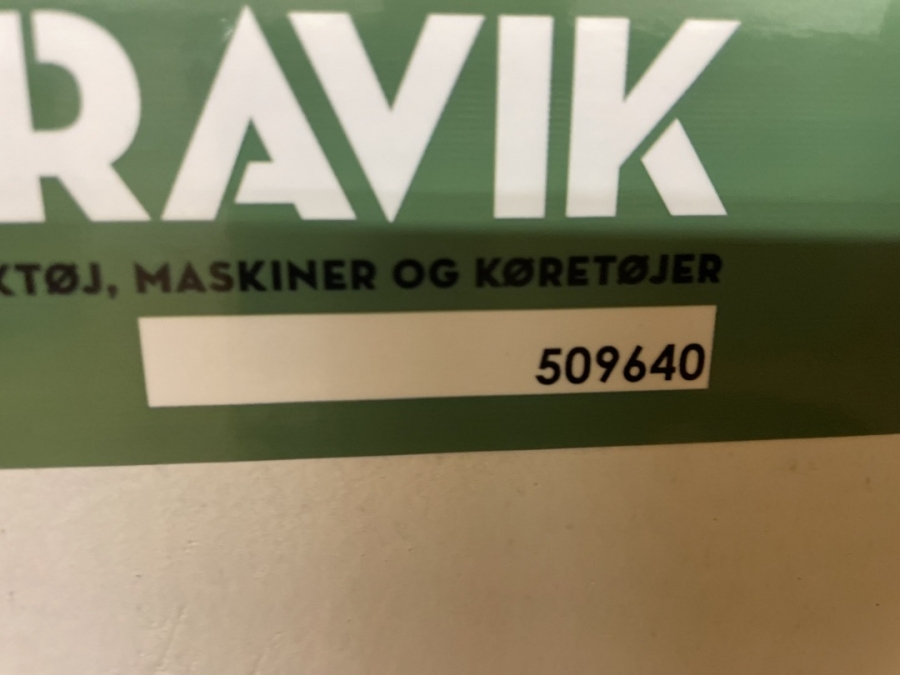 RAVIK
KTØJ, MASKINER OG KØRETØJER
509640